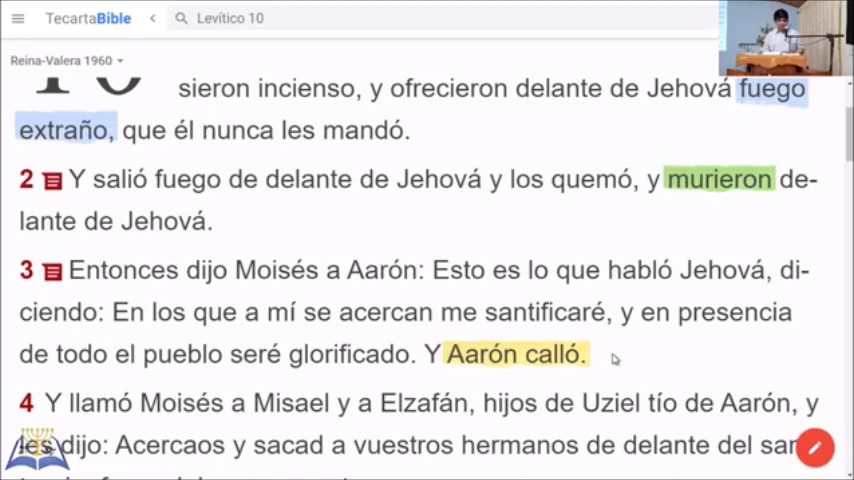 TecartaBible
Levítico 10
Reina-Valera 1960
10
sieron incienso, y ofrecieron delante de Jehová fuego
extraño, que él nunca les mandó.
2 Y salió fuego de delante de Jehová y los quemó, y murieron de-
lante de Jehová.
3 Entonces dijo Moisés a Aarón: Esto es lo que habló Jehová, di-
ciendo: En los que a mí se acercan me santificaré, y en presencia
de todo el pueblo seré glorificado. Y Aarón calló.
4 Y llamó Moisés a Misael y a Elzafán, hijos de Uziel tío de Aarón, y
les dijo: Acercaos y sacad a vuestros hermanos de delante del san-